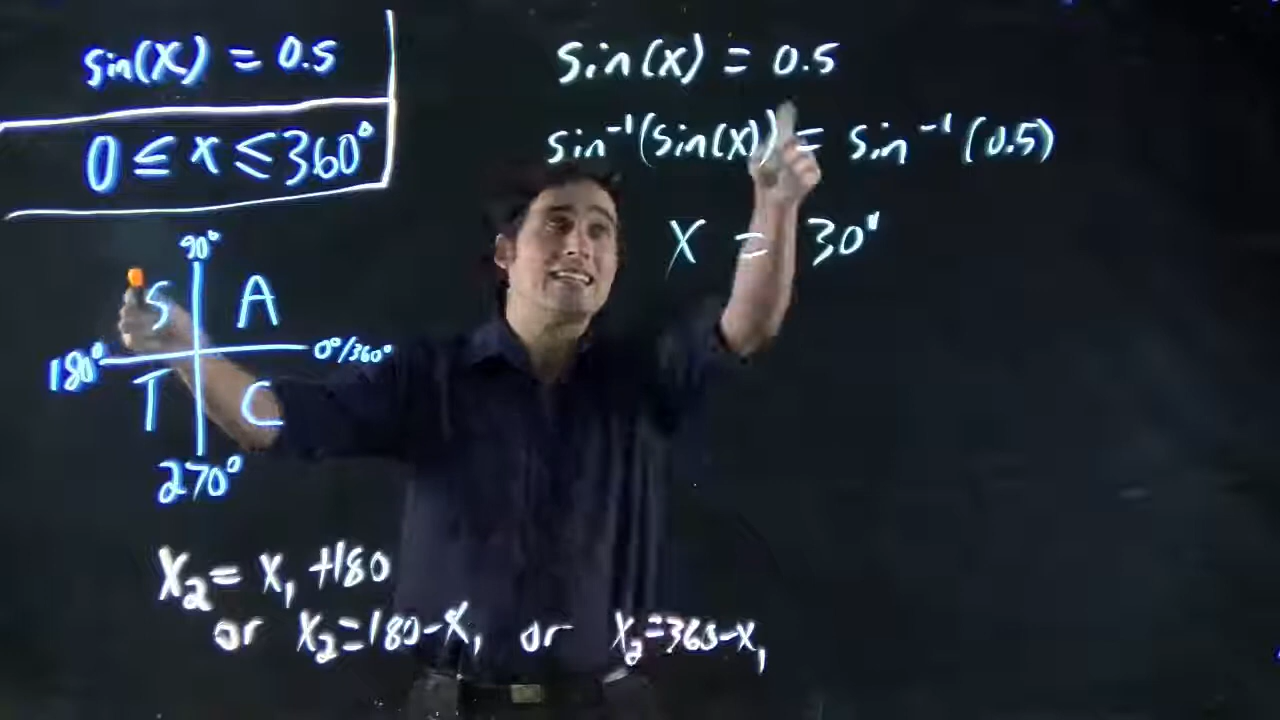 sin(x) = 0.5
0 ≤ x ≤ 360°
90°
S A
180° 0°/360°
T C
270°
x₂ = x₁ +180
or x₂=180-x₁ or x₂=360-x₁
sin(x) = 0.5
sin⁻¹(sin(x)) = sin⁻¹(0.5)
x = 30°